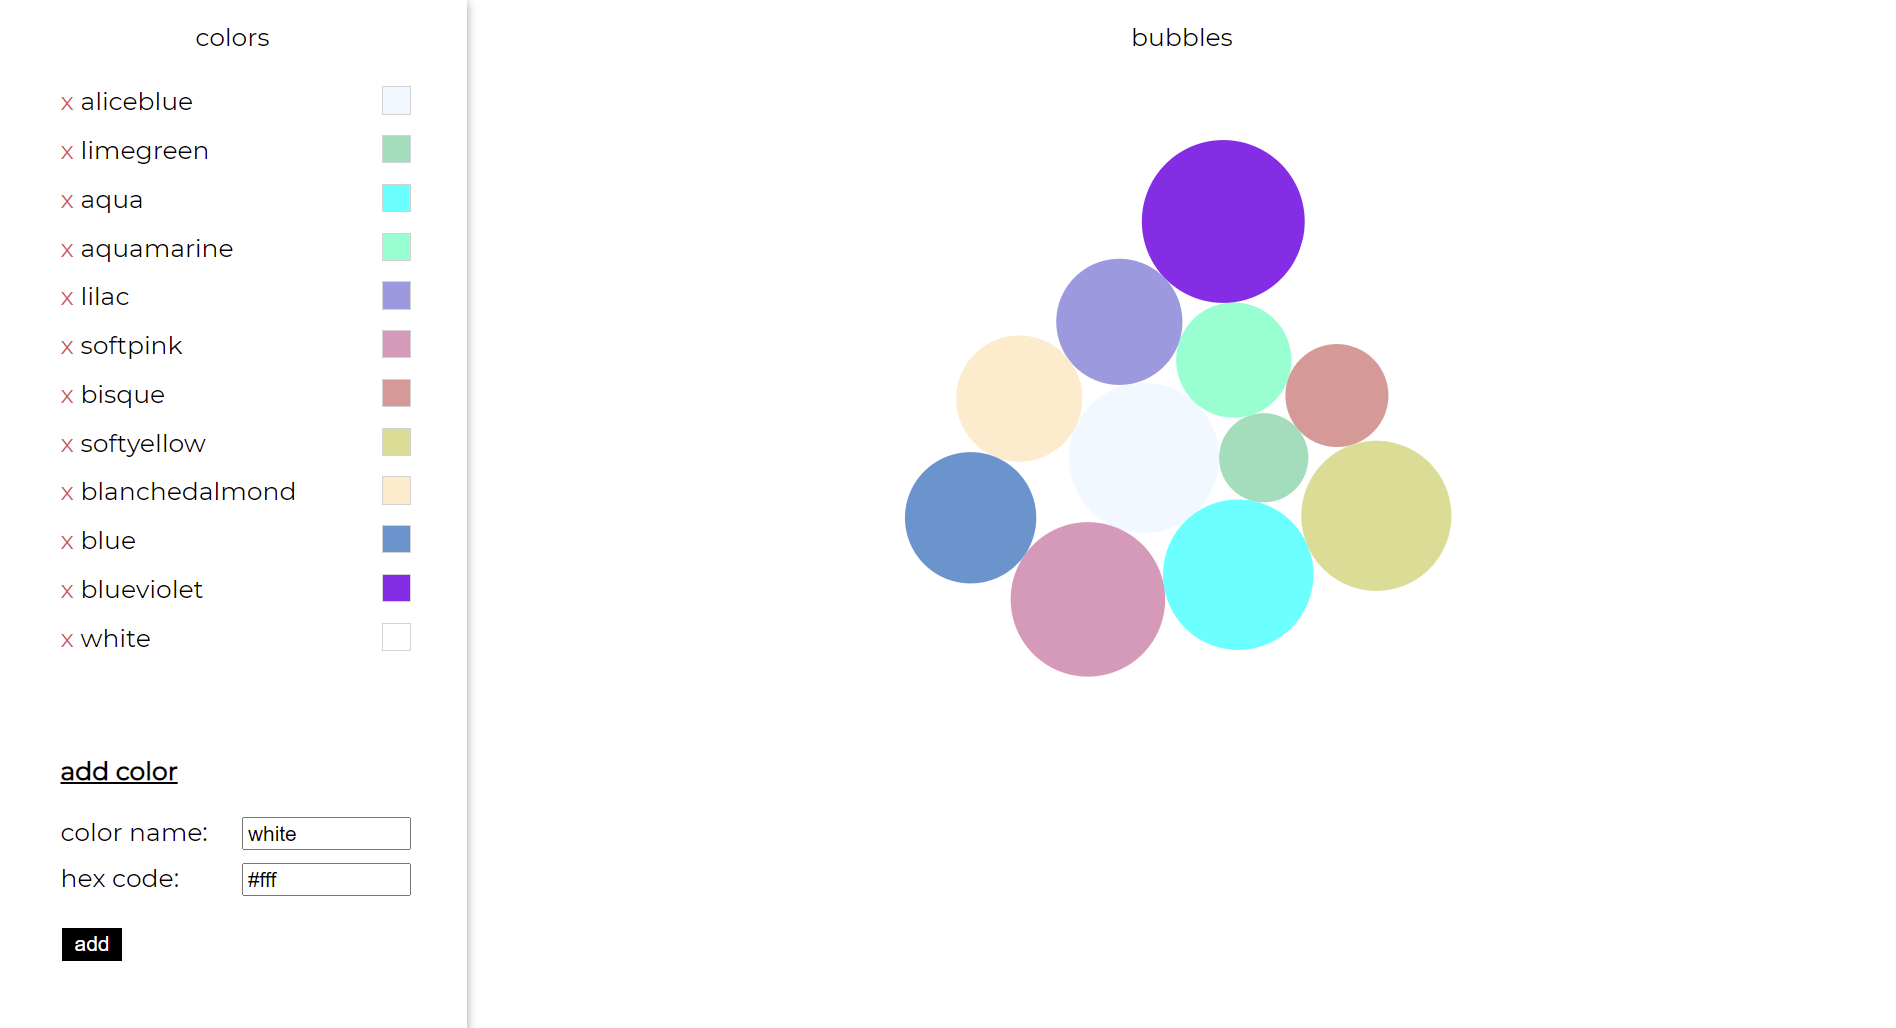 colors
x aliceblue
x limegreen
x aqua
x aquamarine
x lilac
x softpink
x bisque
x softyellow
x blanchedalmond
x blue
x blueviolet
x white
add color
color name: white
hex code: #fff
add
bubbles